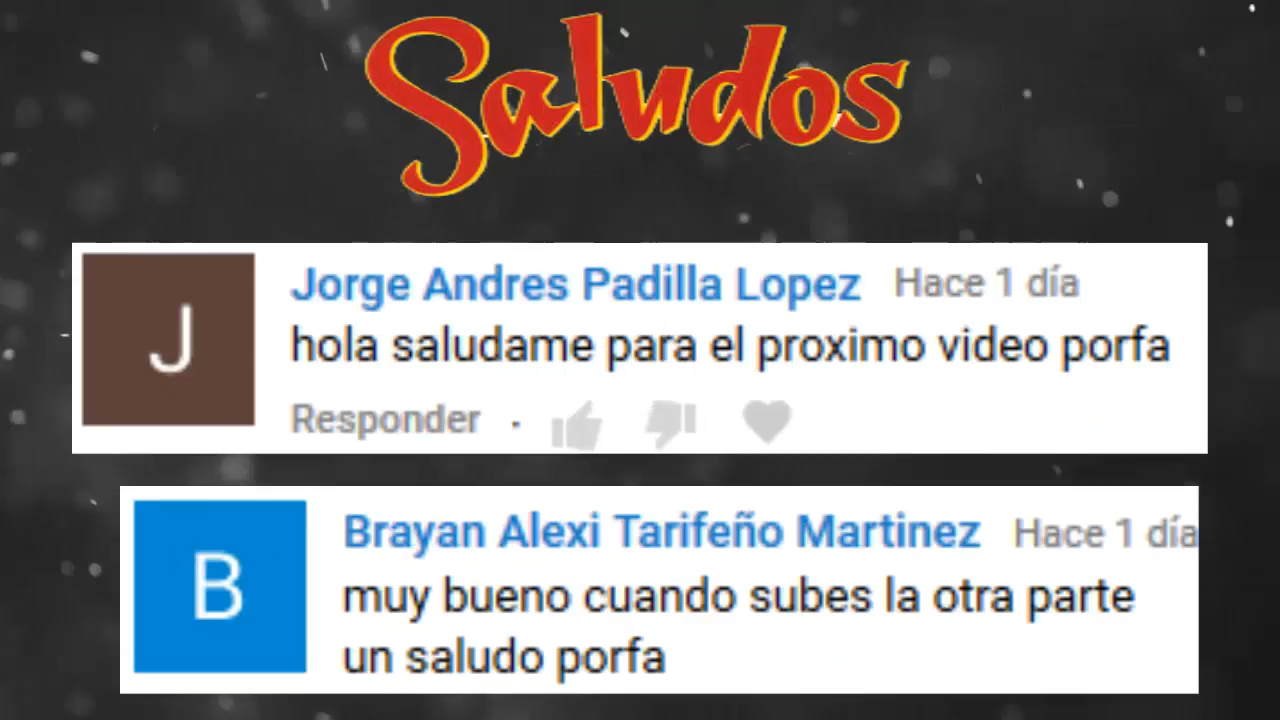 Saludos
J
Jorge Andres Padilla Lopez Hace 1 día
hola saludame para el proximo video porfa
Responder ·
B
Brayan Alexi Tarifeño Martinez Hace 1 día
muy bueno cuando subes la otra parte
un saludo porfa